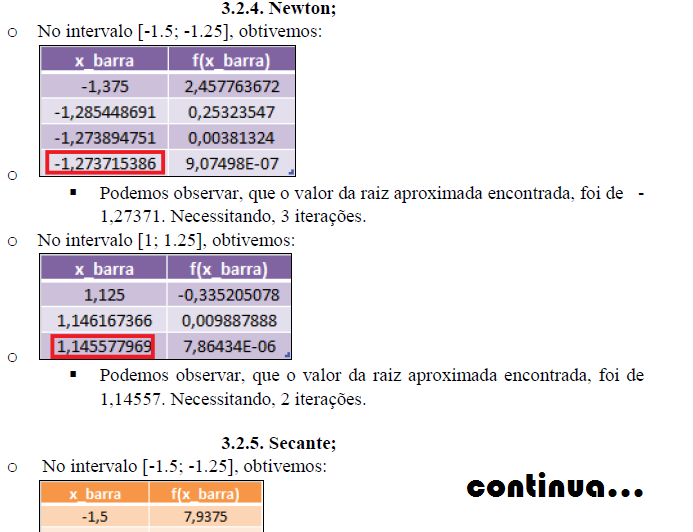 3.2.4. Newton;
o No intervalo [-1.5; -1.25], obtivemos:
x_barra f(x_barra)
-1,375 2,457763672
-1,285448691 0,25323547
-1,273894751 0,00381324
o -1,273715386 9,07498E-07
▪ Podemos observar, que o valor da raiz aproximada encontrada, foi de -
1,27371. Necessitando, 3 iterações.
o No intervalo [1; 1.25], obtivemos:
x_barra f(x_barra)
1,125 -0,335205078
1,146167366 0,009887888
o 1,145577969 7,86434E-06
▪ Podemos observar, que o valor da raiz aproximada encontrada, foi de
1,14557. Necessitando, 2 iterações.
3.2.5. Secante;
o No intervalo [-1.5; -1.25], obtivemos:
continua...
x_barra f(x_barra)
-1,5 7,9375